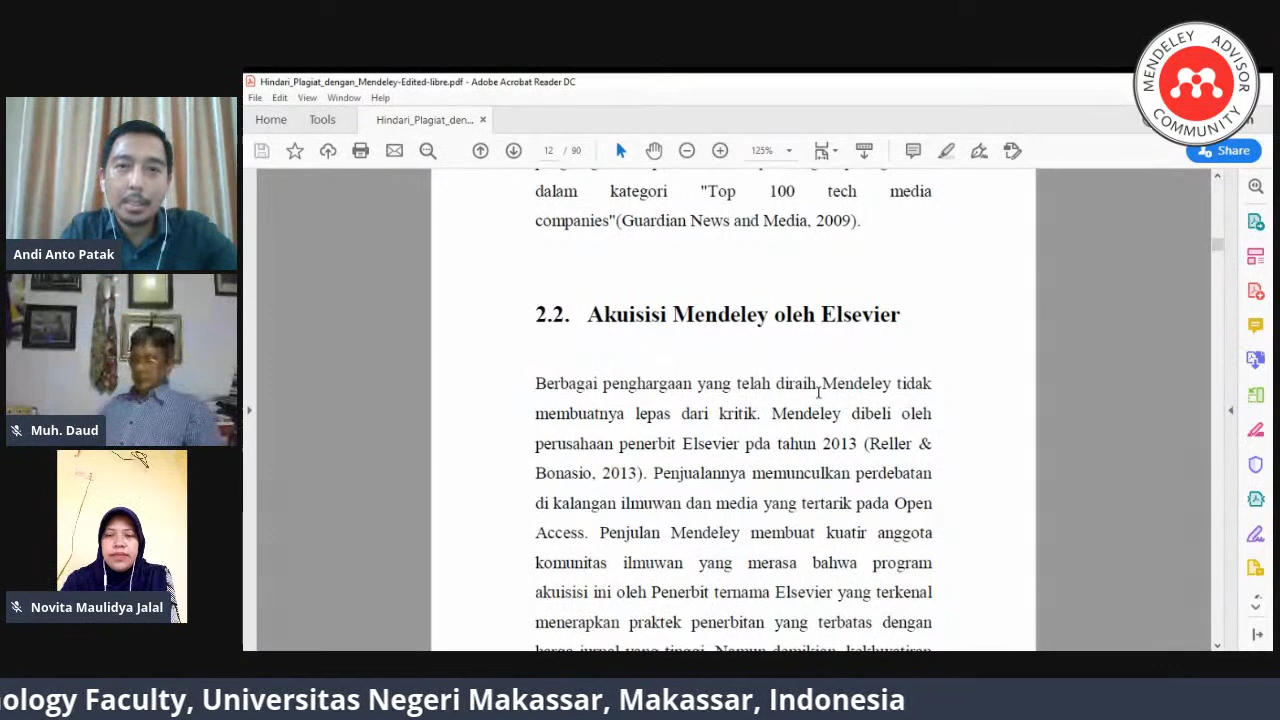 MENDELEY ADVISOR
COMMUNITY
Hindari_Plagiat_dengan_Mendeley-Edited-libre.pdf - Adobe Acrobat Reader DC
File Edit View Window Help
Home Tools Hindari_Plagiat_den... ×
12 / 90 125% Share
dalam kategori "Top 100 tech media
companies"(Guardian News and Media, 2009).
2.2. Akuisisi Mendeley oleh Elsevier
Berbagai penghargaan yang telah diraih Mendeley tidak
membuatnya lepas dari kritik. Mendeley dibeli oleh
perusahaan penerbit Elsevier pda tahun 2013 (Reller &
Bonasio, 2013). Penjualannya memunculkan perdebatan
di kalangan ilmuwan dan media yang tertarik pada Open
Access. Penjulan Mendeley membuat kuatir anggota
komunitas ilmuwan yang merasa bahwa program
akuisisi ini oleh Penerbit ternama Elsevier yang terkenal
menerapkan praktek penerbitan yang terbatas dengan
Andi Anto Patak
Muh. Daud
Novita Maulidya Jalal
nology Faculty, Universitas Negeri Makassar, Makassar, Indonesia